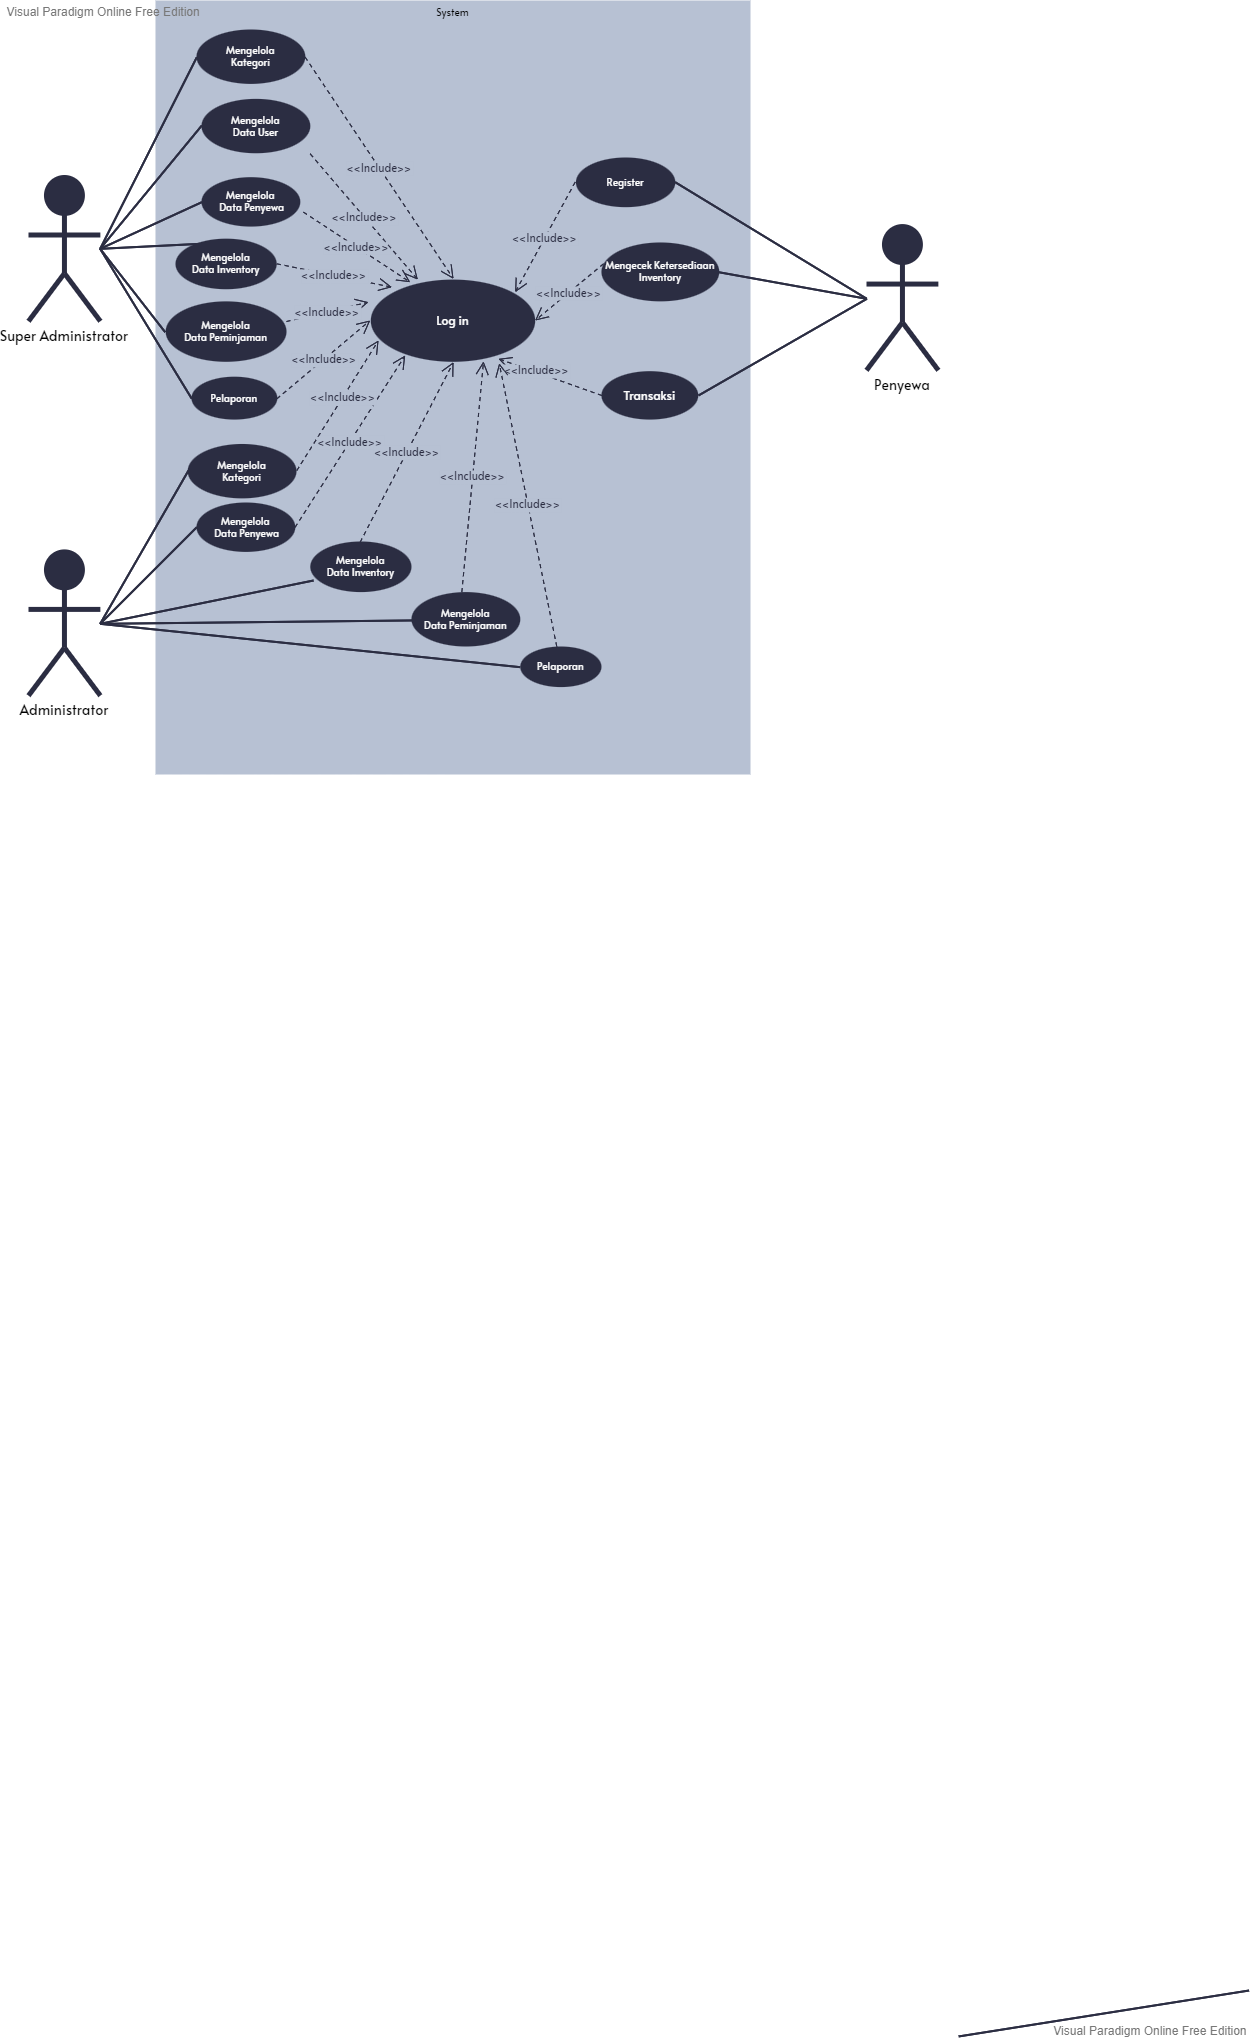 Visual Paradigm Online Free Edition
System
Mengelola
Kategori
Mengelola
Data User
<<Include>>
Register
Mengelola
Data Penyewa
<<Include>>
<<Include>>
<<Include>>
Mengelola
Data Inventory
<<Include>>
Mengecek Ketersediaan
Inventory
<<Include>>
<<Include>>
Log in
Mengelola
Data Peminjaman
Super Administrator
<<Include>>
<<Include>>
Penyewa
Pelaporan
<<Include>>
Transaksi
<<Include>>
<<Include>>
Mengelola
Kategori
<<Include>>
<<Include>>
Mengelola
Data Penyewa
Mengelola
Data Inventory
Mengelola
Data Peminjaman
Pelaporan
Administrator
Visual Paradigm Online Free Edition